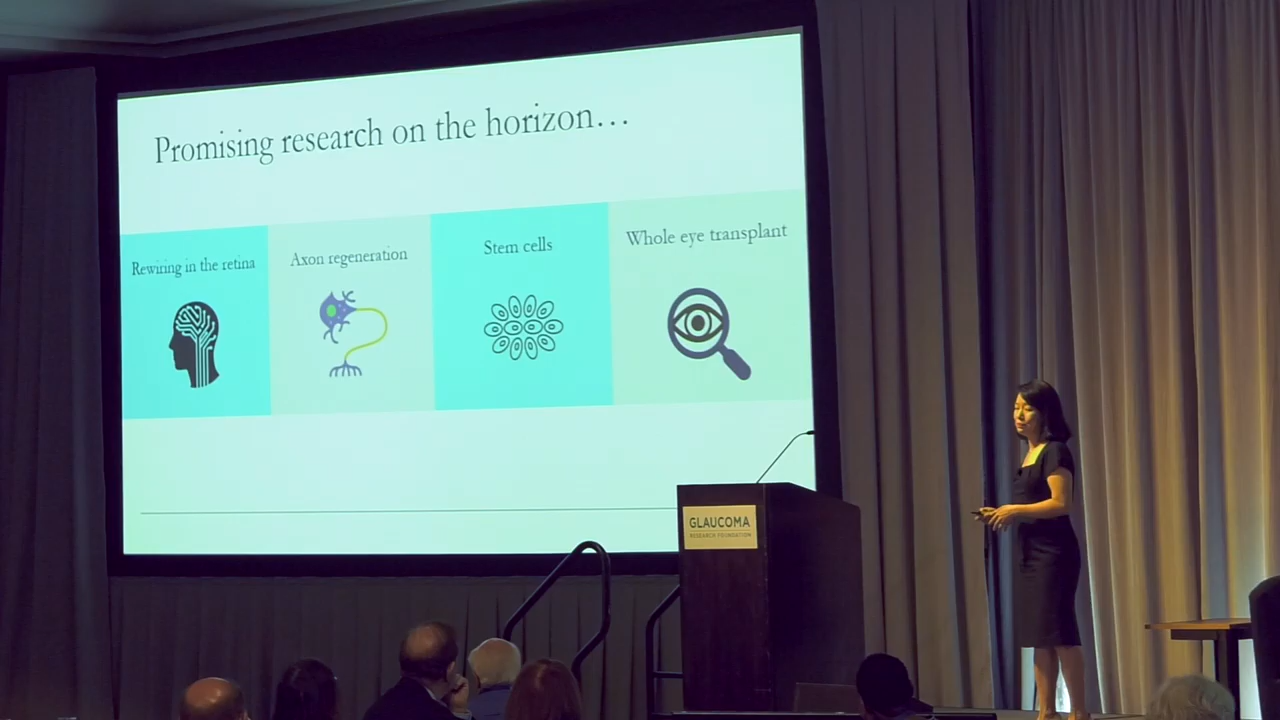 Promising research on the horizon…
Rewiring in the retina
Axon regeneration
Stem cells
Whole eye transplant
GLAUCOMA
RESEARCH FOUNDATION